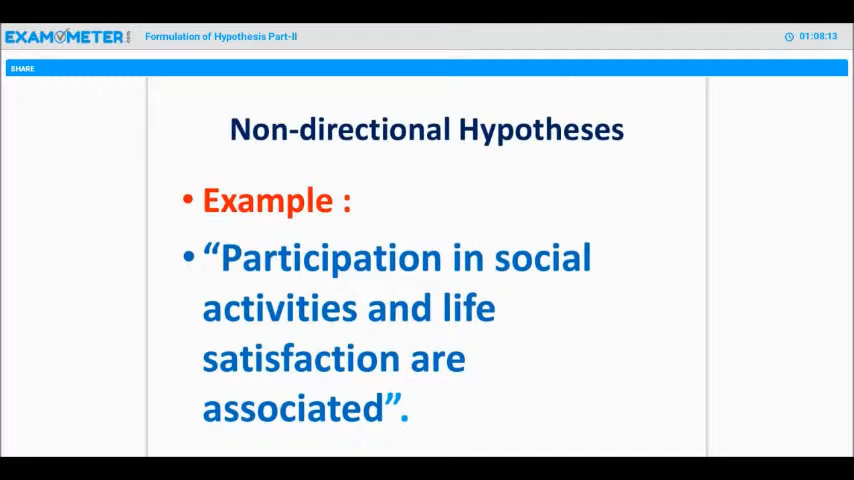 EXAMOMETER.com Formulation of Hypothesis Part-II 01:08:13
SHARE
Non-directional Hypotheses
• Example :
• “Participation in social
activities and life
satisfaction are
associated”.